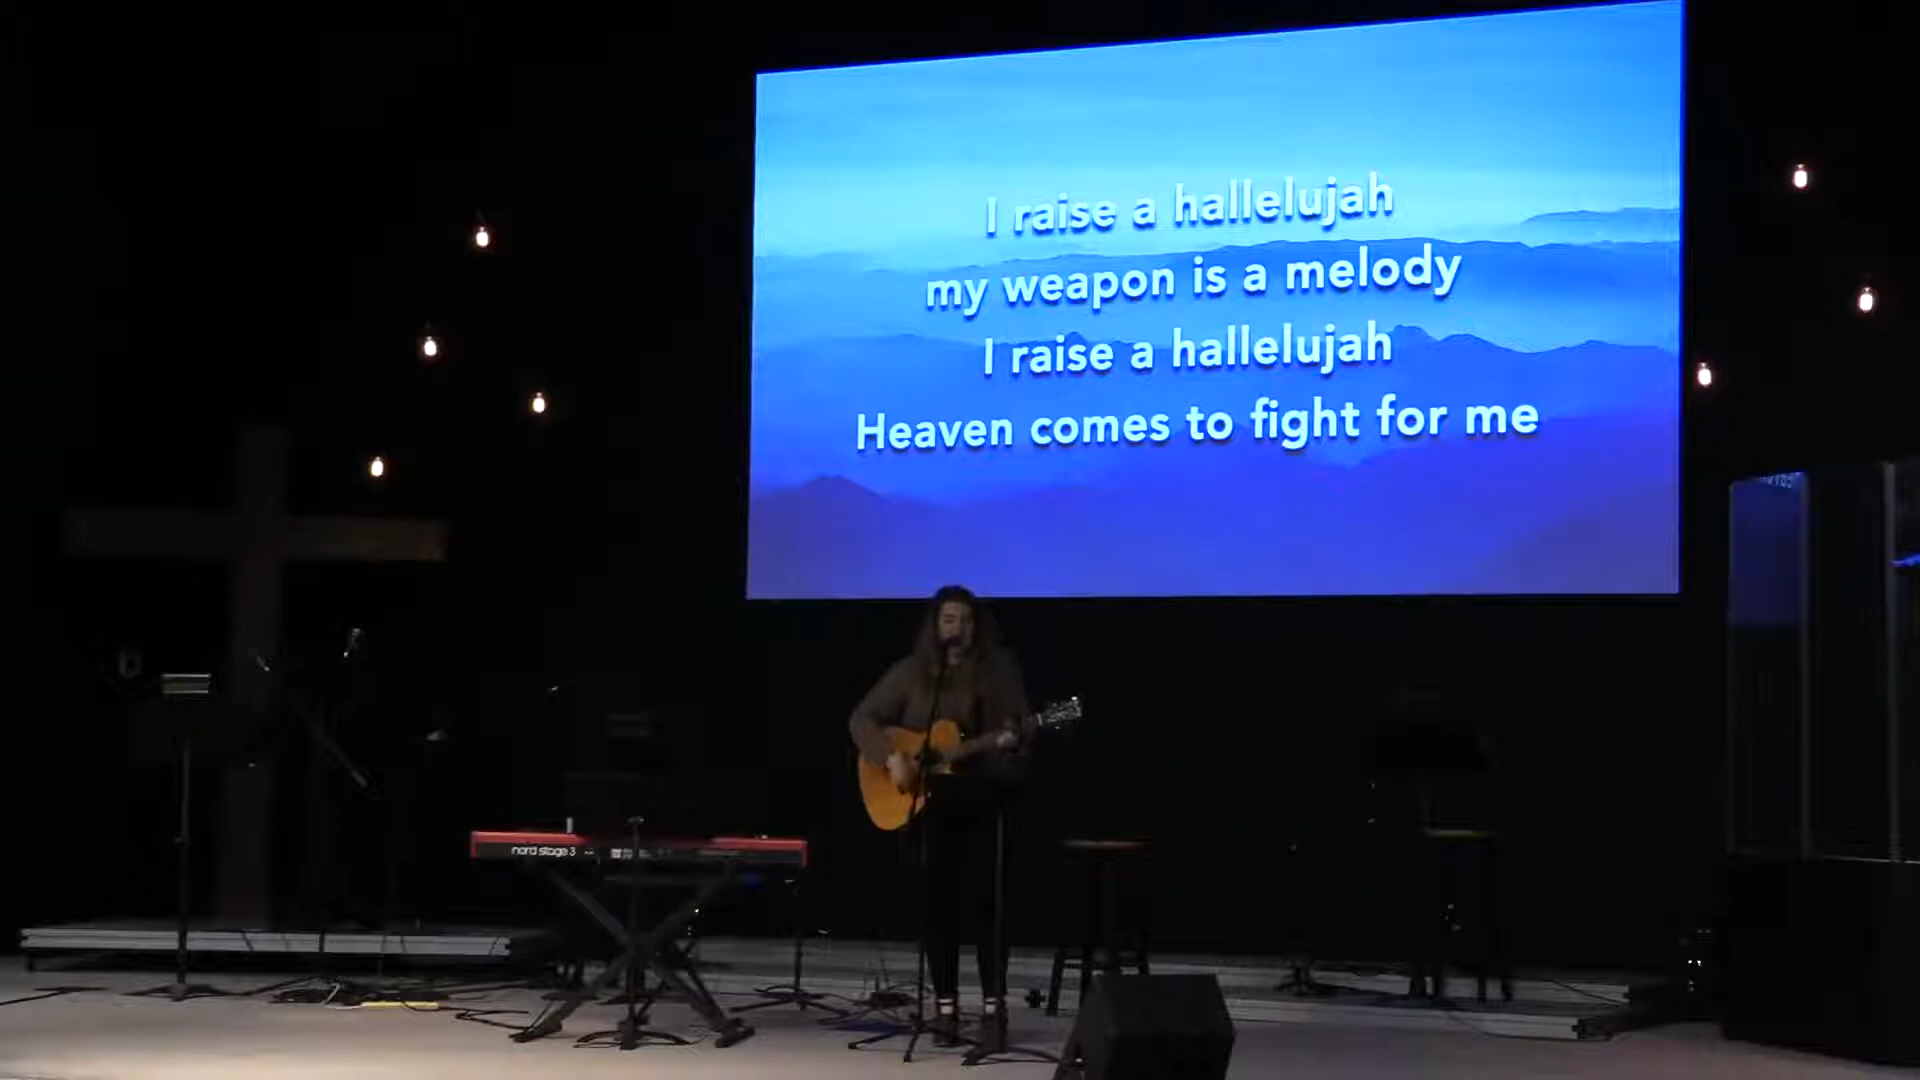 I raise a hallelujah
my weapon is a melody
I raise a hallelujah
Heaven comes to fight for me
nord stage 3